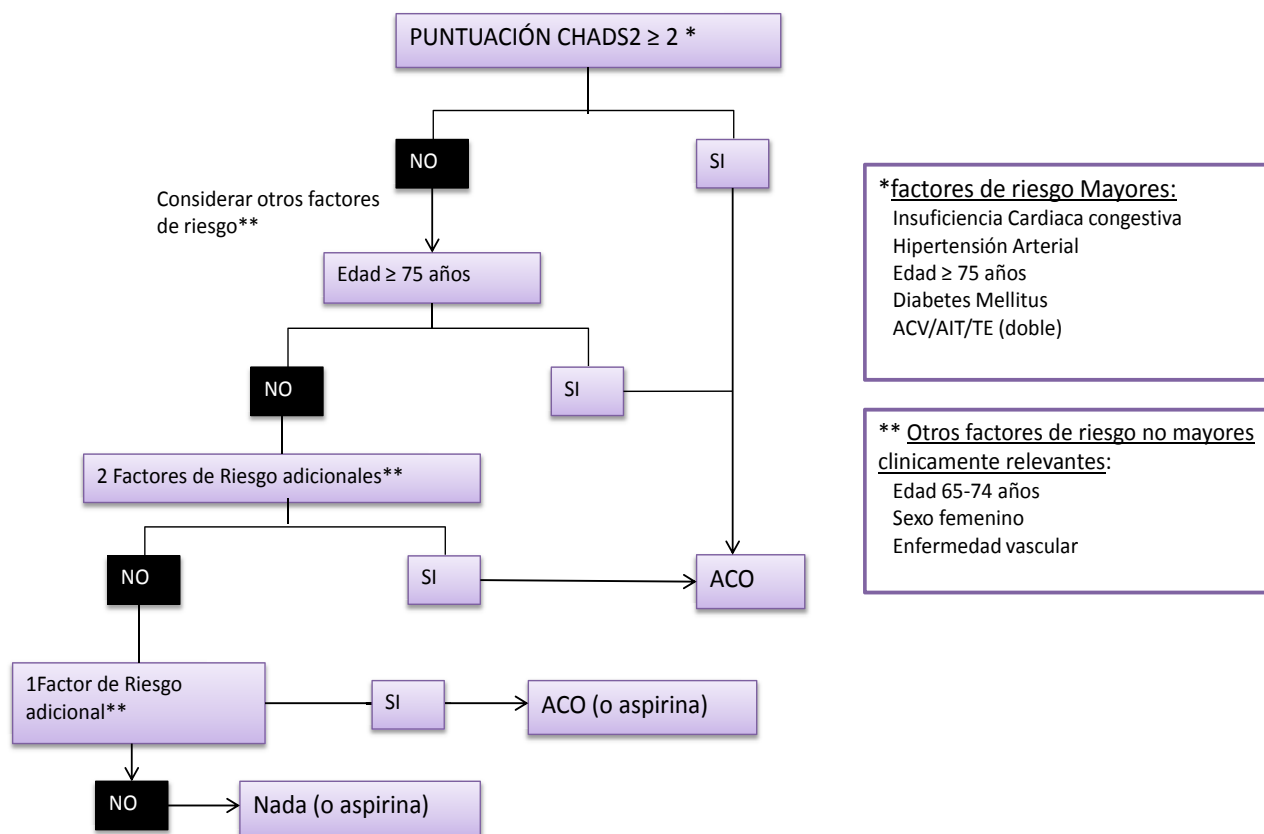 PUNTUACIÓN CHADS2 ≥ 2 *
NO
SI
Considerar otros factores
de riesgo**
Edad ≥ 75 años
NO
SI
2 Factores de Riesgo adicionales**
NO
SI
ACO
1Factor de Riesgo
adicional**
SI
ACO (o aspirina)
NO
Nada (o aspirina)
*factores de riesgo Mayores:
Insuficiencia Cardiaca congestiva
Hipertensión Arterial
Edad ≥ 75 años
Diabetes Mellitus
ACV/AIT/TE (doble)
** Otros factores de riesgo no mayores
clinicamente relevantes:
Edad 65-74 años
Sexo femenino
Enfermedad vascular